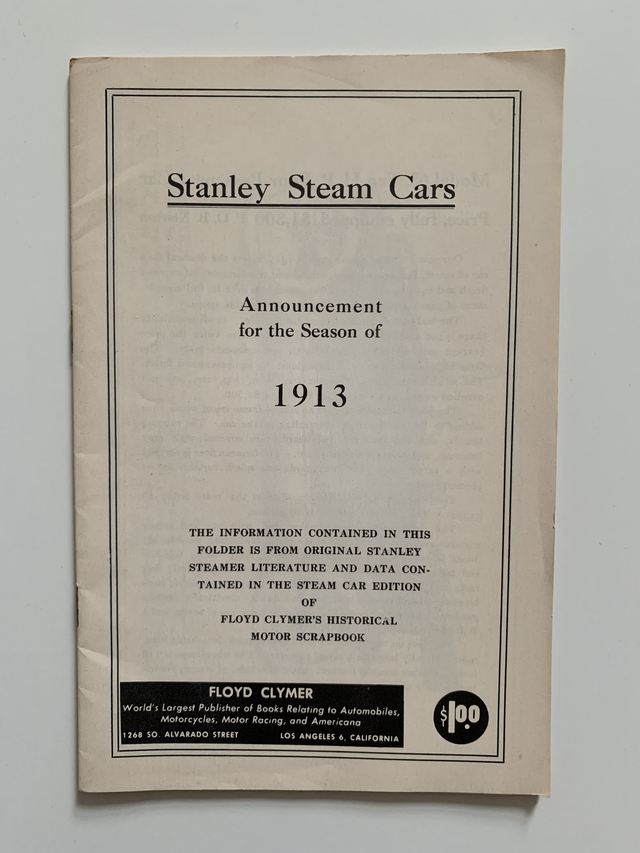 Stanley Steam Cars
Announcement
for the Season of
1913
THE INFORMATION CONTAINED IN THIS
FOLDER IS FROM ORIGINAL STANLEY
STEAMER LITERATURE AND DATA CON-
TAINED IN THE STEAM CAR EDITION
OF
FLOYD CLYMER'S HISTORICAL
MOTOR SCRAPBOOK
FLOYD CLYMER
World's Largest Publisher of Books Relating to Automobiles,
Motorcycles, Motor Racing, and Americana
1268 SO. ALVARADO STREET LOS ANGELES 6, CALIFORNIA
$1.00